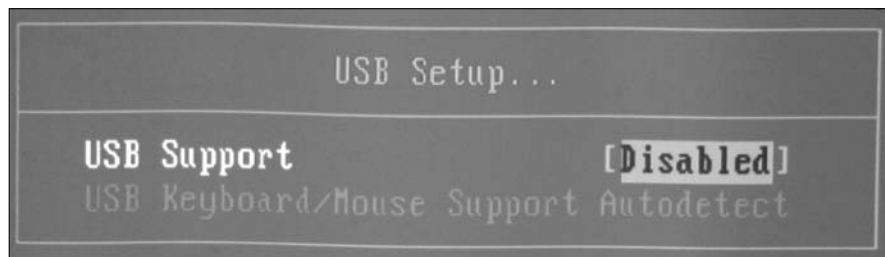 USB Setup...
USB Support [Disabled]
USB Keyboard/Mouse Support Autodetect